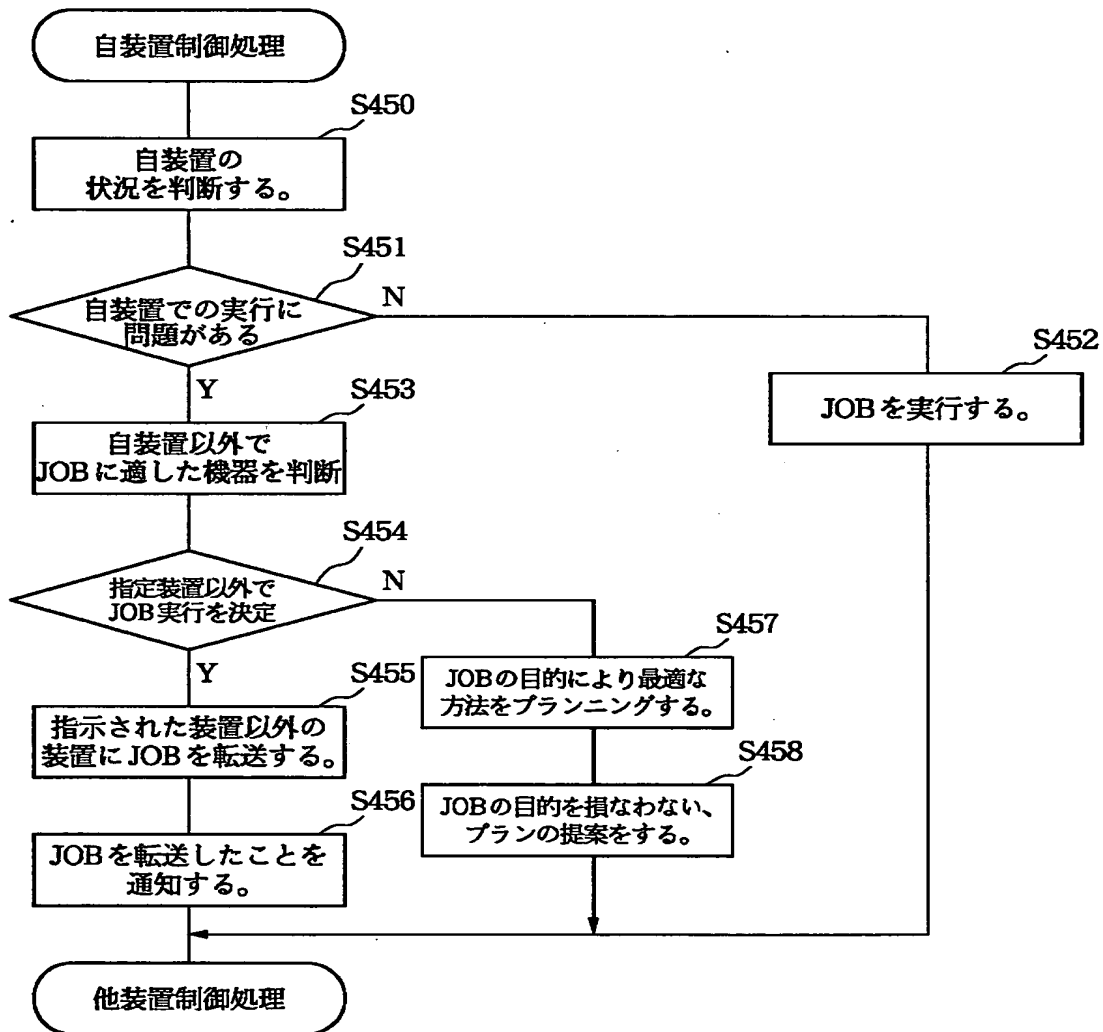 自装置制御処理
S450
自装置の
状況を判断する。
S451
自装置での実行に
問題がある
N
Y
S452
JOBを実行する。
S453
自装置以外で
JOBに適した機器を判断
S454
指定装置以外で
JOB実行を決定
N
Y
S455
指示された装置以外の
装置にJOBを転送する。
S456
JOBを転送したことを
通知する。
S457
JOBの目的により最適な
方法をプランニングする。
S458
JOBの目的を損なわない、
プランの提案をする。
他装置制御処理